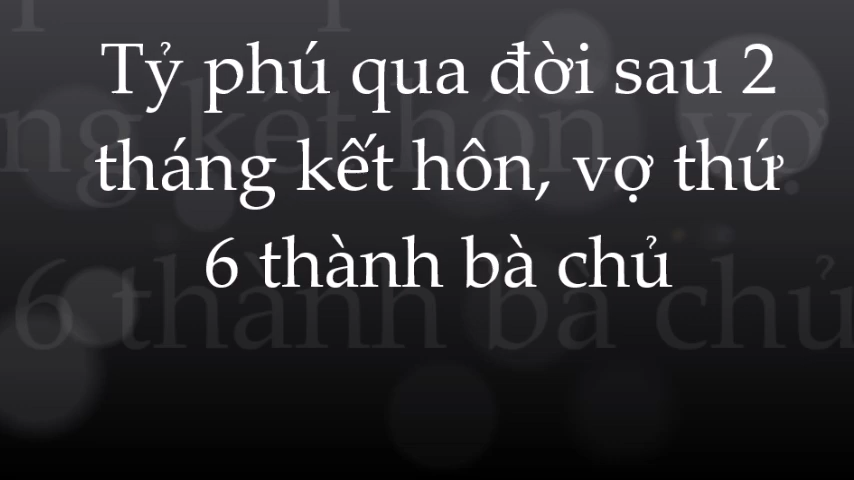 Tỷ phú qua đời sau 2
tháng kết hôn, vợ thứ
6 thành bà chủ